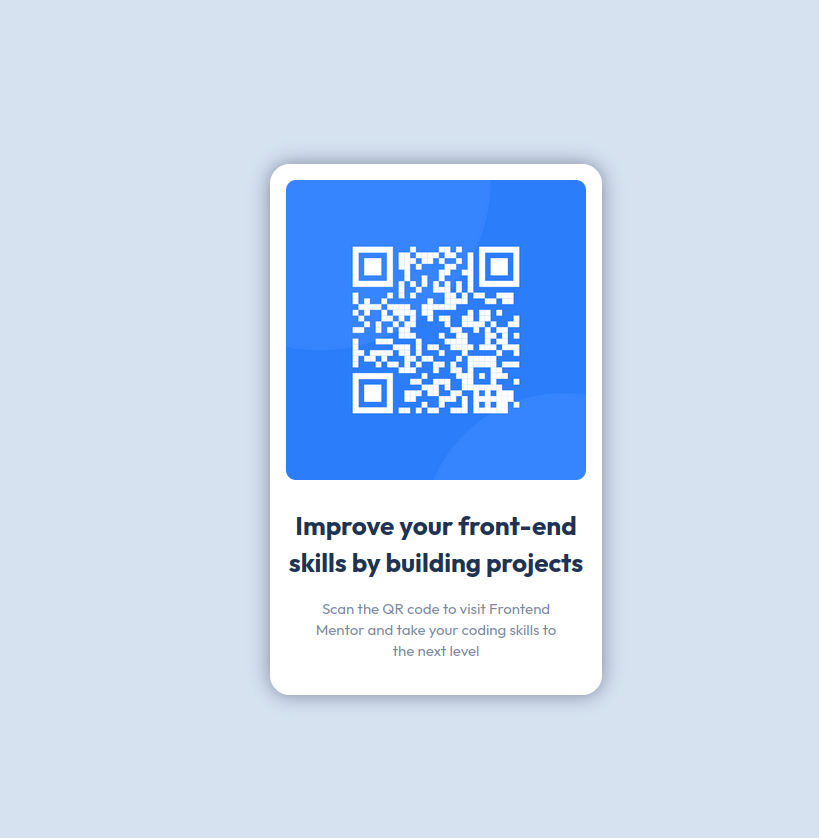 Improve your front-end
skills by building projects
Scan the QR code to visit Frontend
Mentor and take your coding skills to
the next level